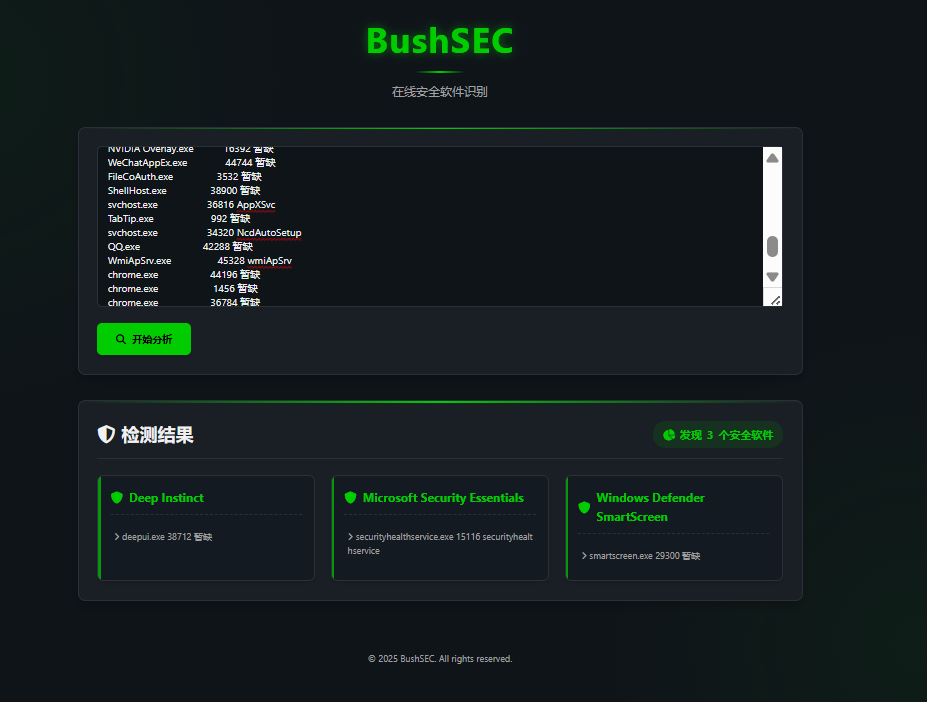 BushSEC
在线安全软件识别
NVIDIA Overlay.exe 16392 暂缺
WeChatAppEx.exe 44744 暂缺
FileCoAuth.exe 3532 暂缺
ShellHost.exe 38900 暂缺
svchost.exe 36816 AppXSvc
TabTip.exe 992 暂缺
svchost.exe 34320 NcdAutoSetup
QQ.exe 42288 暂缺
WmiApSrv.exe 45328 wmiApSrv
chrome.exe 44196 暂缺
chrome.exe 1456 暂缺
chrome.exe 36784 暂缺
开始分析
检测结果
发现 3 个安全软件
Deep Instinct
deepui.exe 38712 暂缺
Microsoft Security Essentials
securityhealthservice.exe 15116 securityhealt
hservice
Windows Defender
SmartScreen
smartscreen.exe 29300 暂缺
© 2025 BushSEC. All rights reserved.